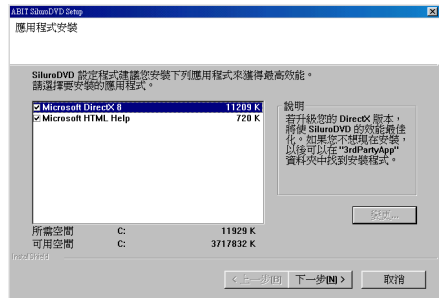 ABIT SiluroDVD Setup
應用程式安裝
SiluroDVD 設定程式建議您安裝下列應用程式來獲得最高效能。
請選擇要安裝的應用程式。
Microsoft DirectX 8 11209 K
Microsoft HTML Help 720 K
說明
若升級您的 DirectX 版本，
將使 SiluroDVD 的效能最佳
化。如果您不想現在安裝，
以後可以在 "3rdPartyApp"
資料夾中找到安裝程式。
變更...
所需空間 C: 11929 K
可用空間 C: 3717832 K
InstallShield
< 上一步(B) 下一步(N) > 取消